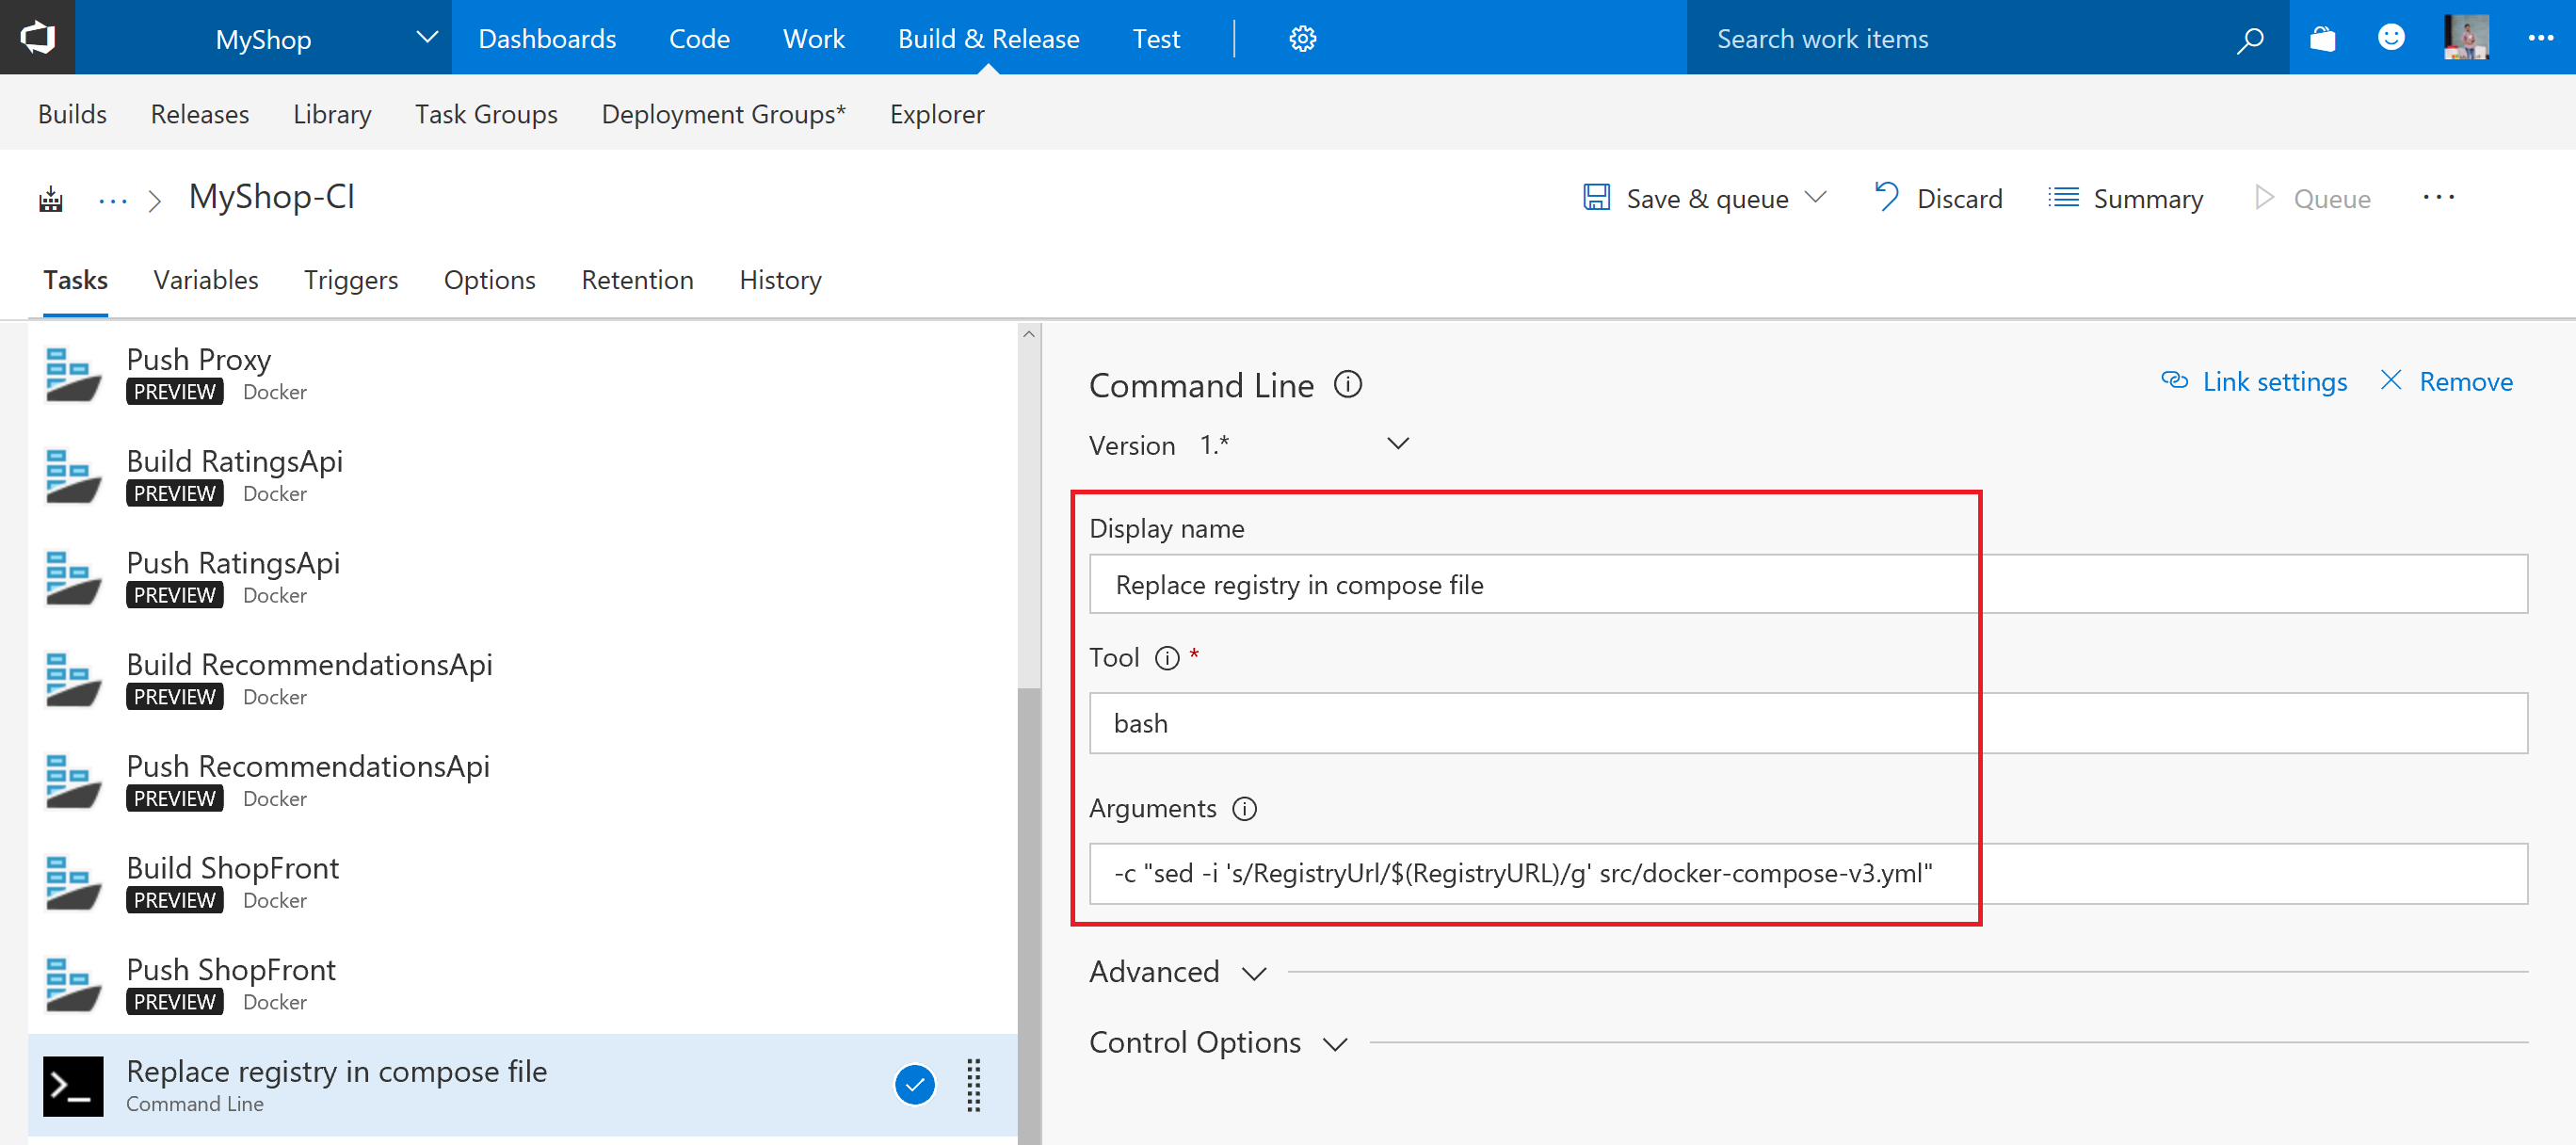 MyShop
Dashboards
Code
Work
Build & Release
Test
Search work items
...
Builds
Releases
Library
Task Groups
Deployment Groups*
Explorer
... > MyShop-CI
Save & queue
Discard
Summary
Queue
...
Tasks
Variables
Triggers
Options
Retention
History
Push Proxy
PREVIEW Docker
Build RatingsApi
PREVIEW Docker
Push RatingsApi
PREVIEW Docker
Build RecommendationsApi
PREVIEW Docker
Push RecommendationsApi
PREVIEW Docker
Build ShopFront
PREVIEW Docker
Push ShopFront
PREVIEW Docker
Replace registry in compose file
Command Line
Command Line
Link settings
Remove
Version 1.*
Display name
Replace registry in compose file
Tool *
bash
Arguments
-c "sed -i 's/RegistryUrl/$(RegistryURL)/g' src/docker-compose-v3.yml"
Advanced
Control Options